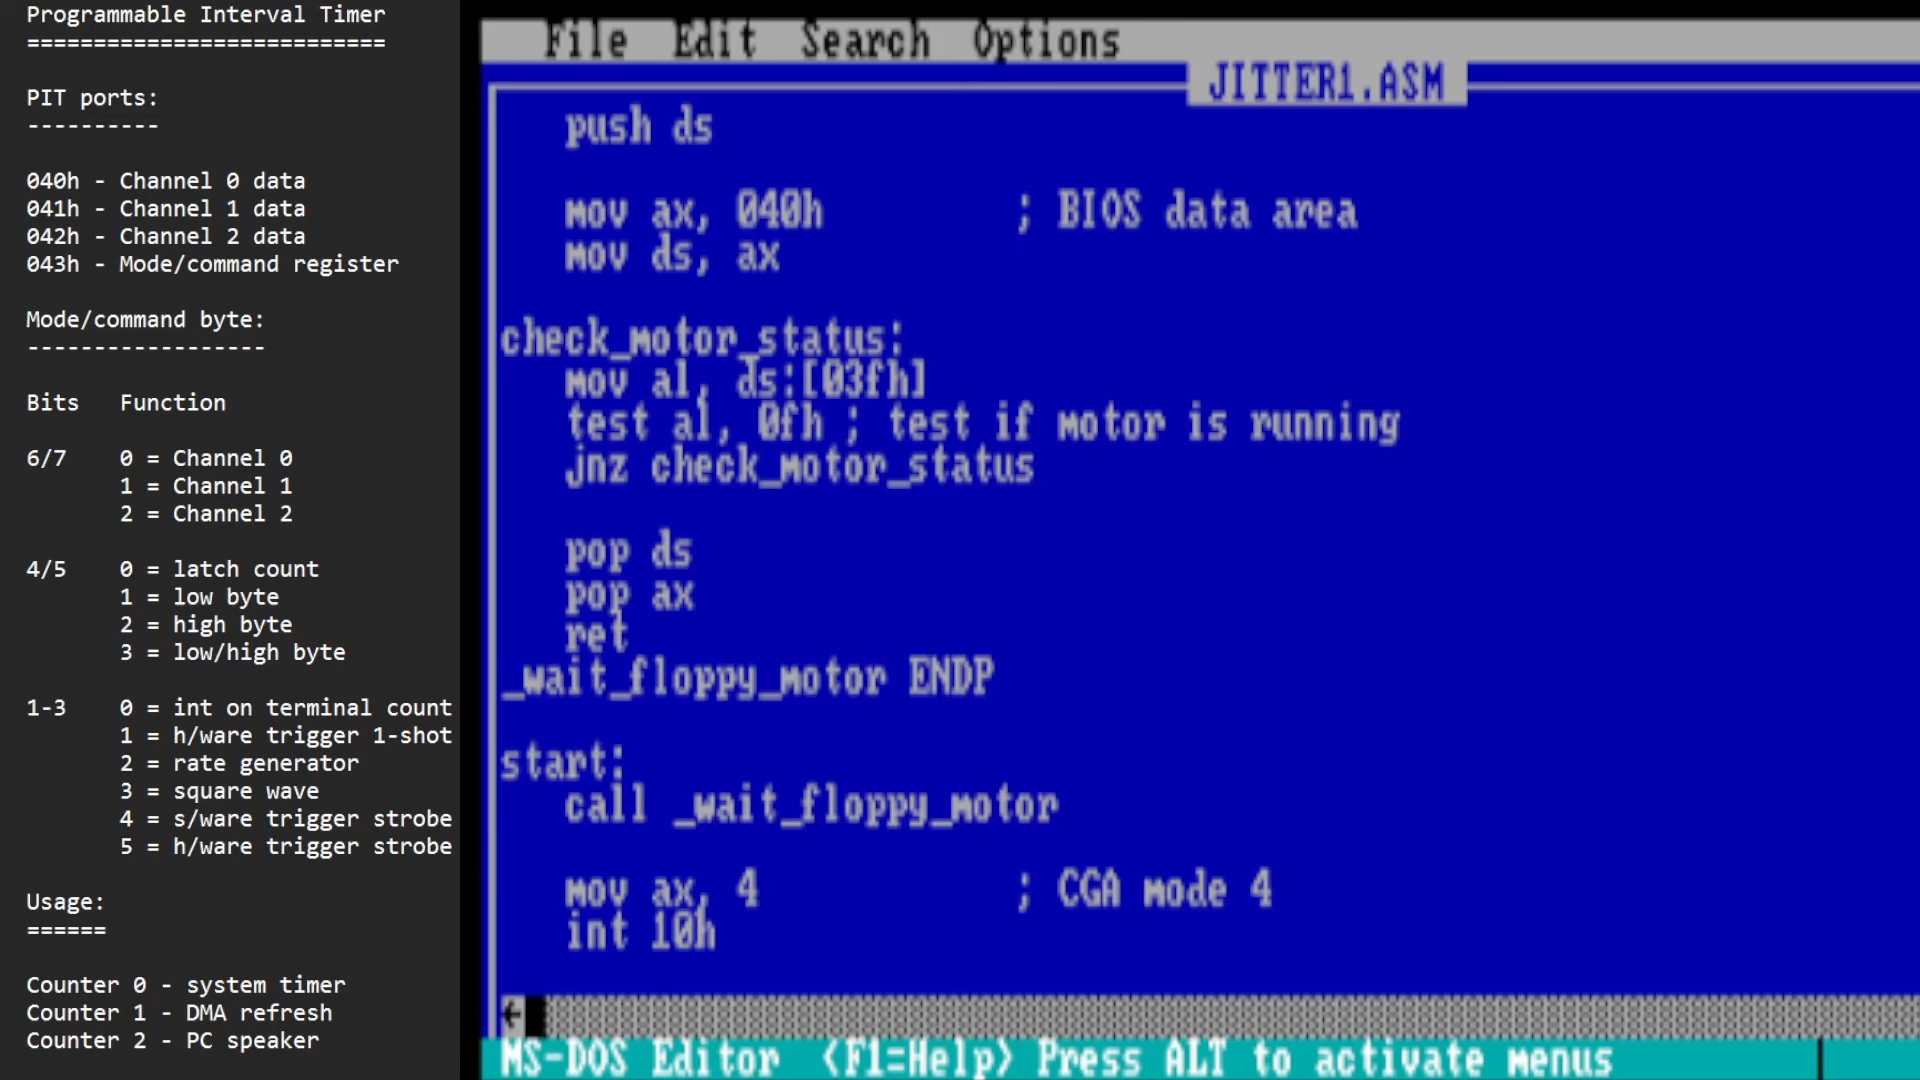 Programmable Interval Timer
===========================
PIT ports:
----------
040h - Channel 0 data
041h - Channel 1 data
042h - Channel 2 data
043h - Mode/command register
Mode/command byte:
------------------
Bits Function
6/7 0 = Channel 0
1 = Channel 1
2 = Channel 2
4/5 0 = latch count
1 = low byte
2 = high byte
3 = low/high byte
1-3 0 = int on terminal count
1 = h/ware trigger 1-shot
2 = rate generator
3 = square wave
4 = s/ware trigger strobe
5 = h/ware trigger strobe
Usage:
======
Counter 0 - system timer
Counter 1 - DMA refresh
Counter 2 - PC speaker
File Edit Search Options
JITTER1.ASM
push ds
mov ax, 040h ; BIOS data area
mov ds, ax
check_motor_status:
mov al, ds:[03fh]
test al, 0fh ; test if motor is running
jnz check_motor_status
pop ds
pop ax
ret
_wait_floppy_motor ENDP
start:
call _wait_floppy_motor
mov ax, 4 ; CGA mode 4
int 10h
MS-DOS Editor <F1=Help> Press ALT to activate menus